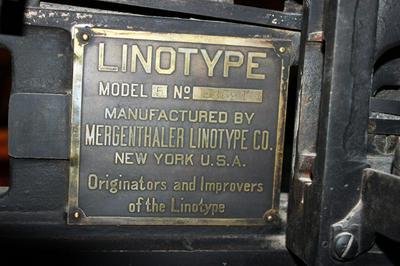 LINOTYPE
MODEL Nº
MANUFACTURED BY
MERGENTHALER LINOTYPE CO.
NEW YORK U.S.A.
Originators and Improvers
of the Linotype